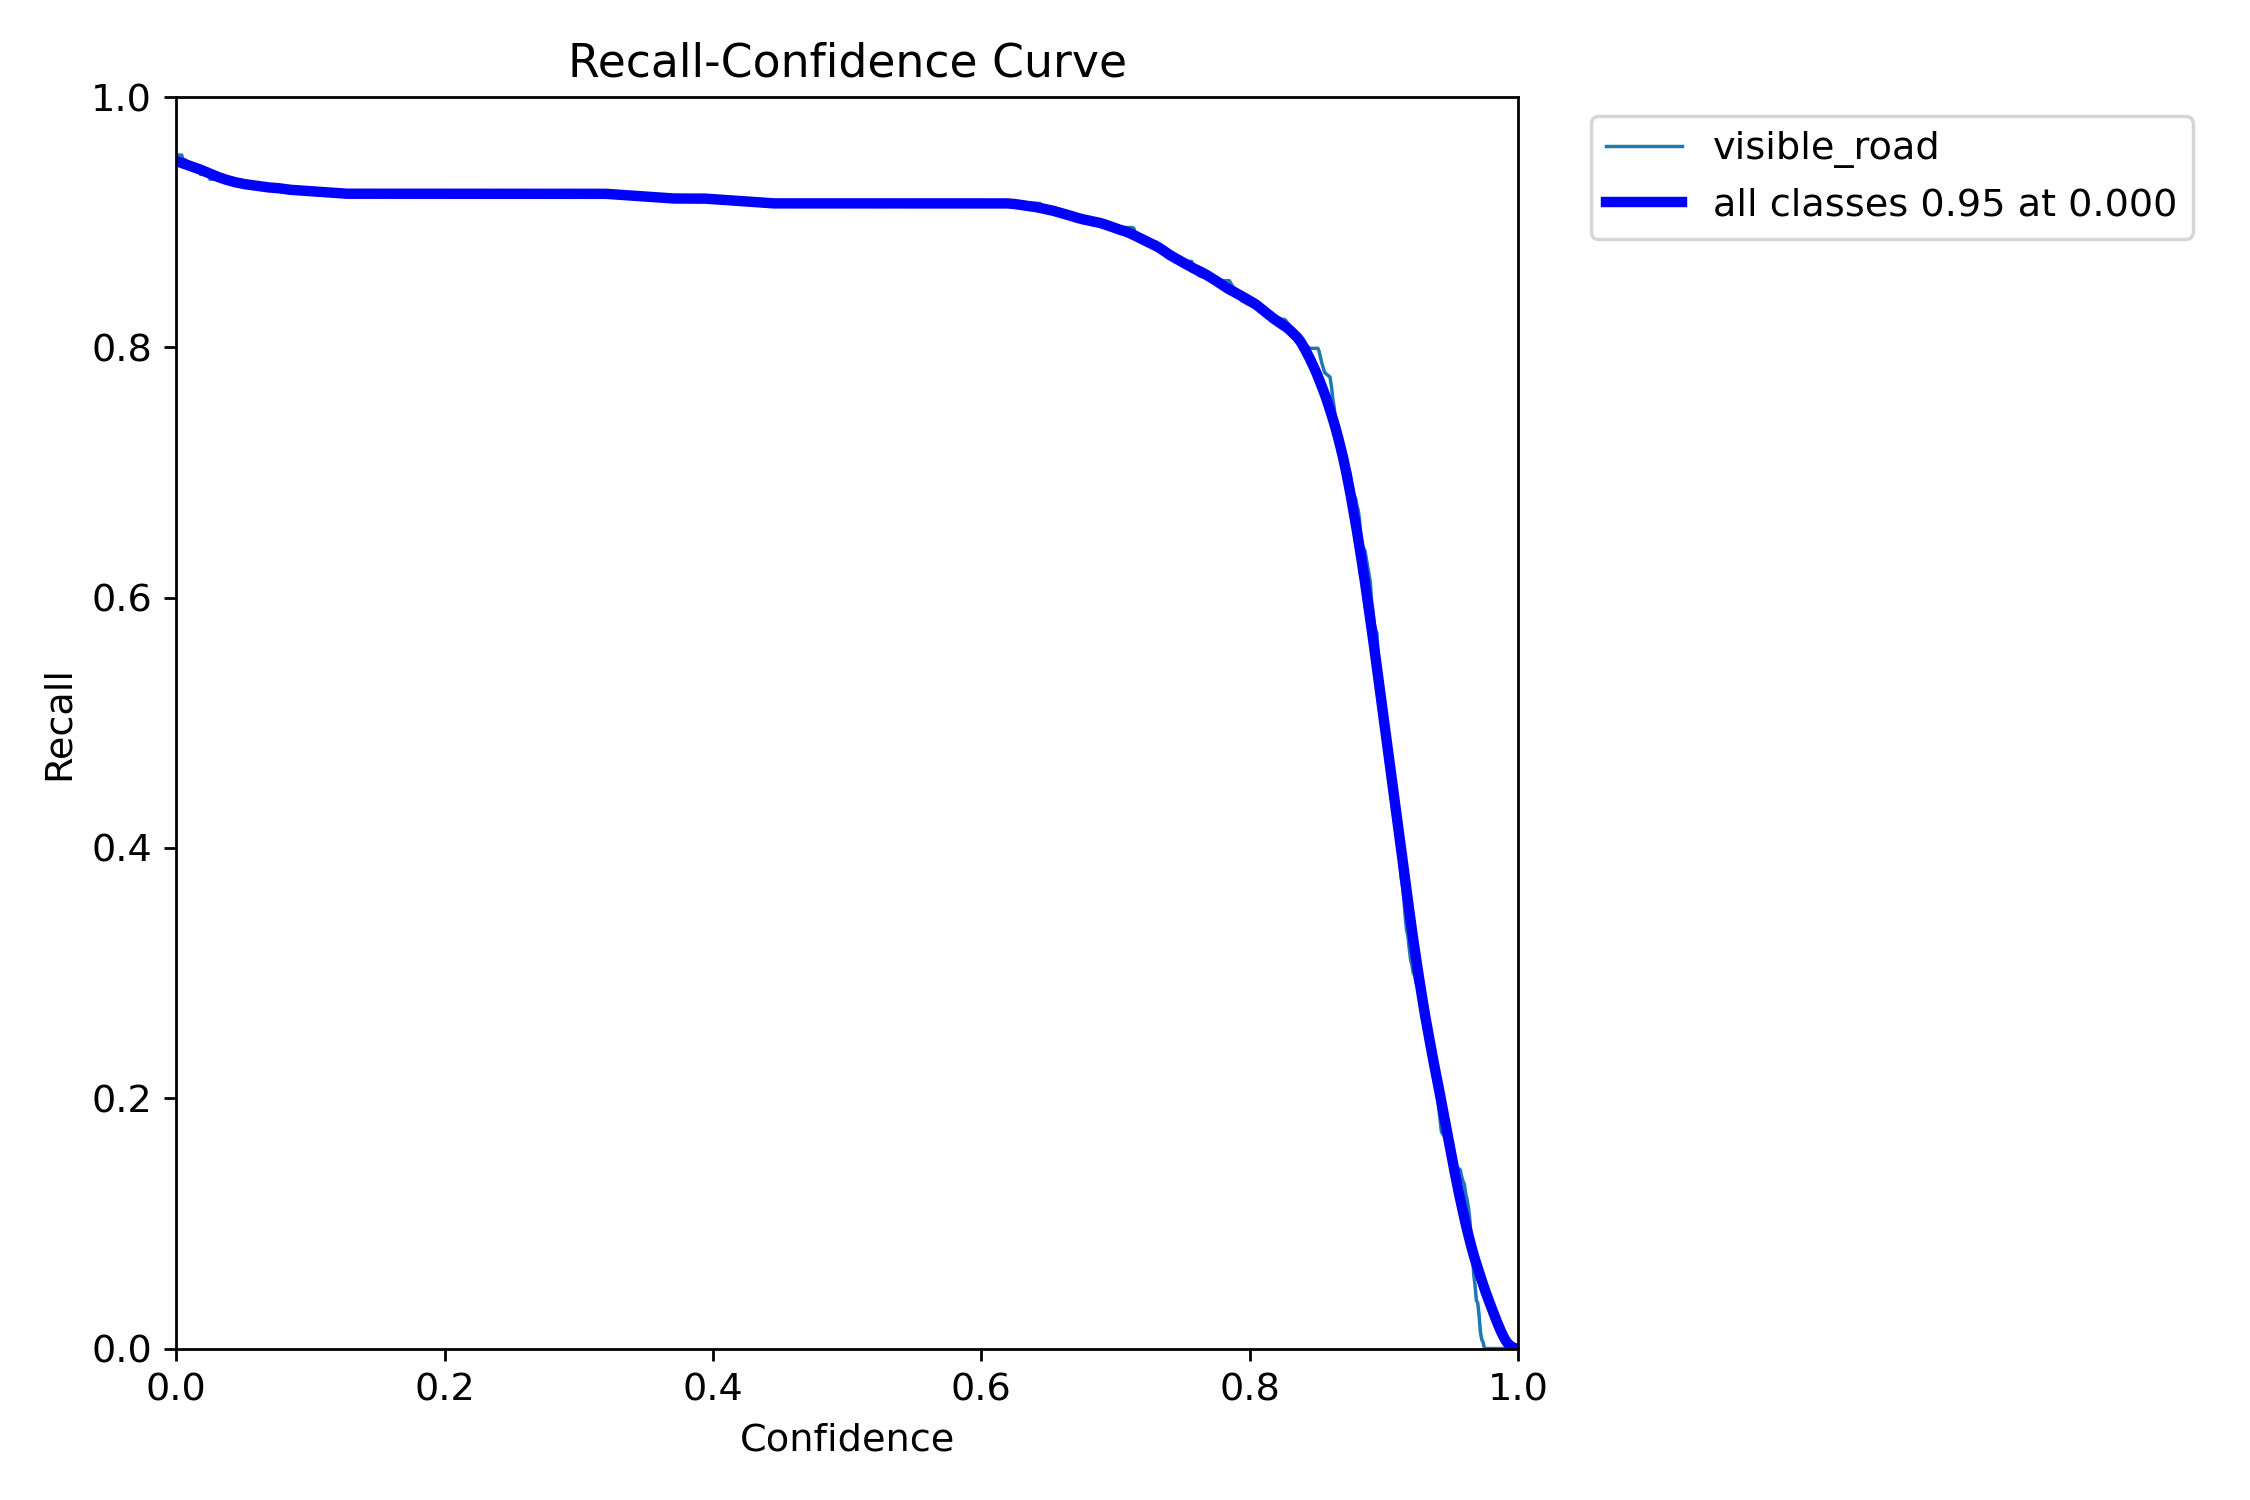 Recall-Confidence Curve
1.0
0.8
0.6
0.4
0.2
0.0
Recall
0.0 0.2 0.4 0.6 0.8 1.0
Confidence
visible_road
all classes 0.95 at 0.000